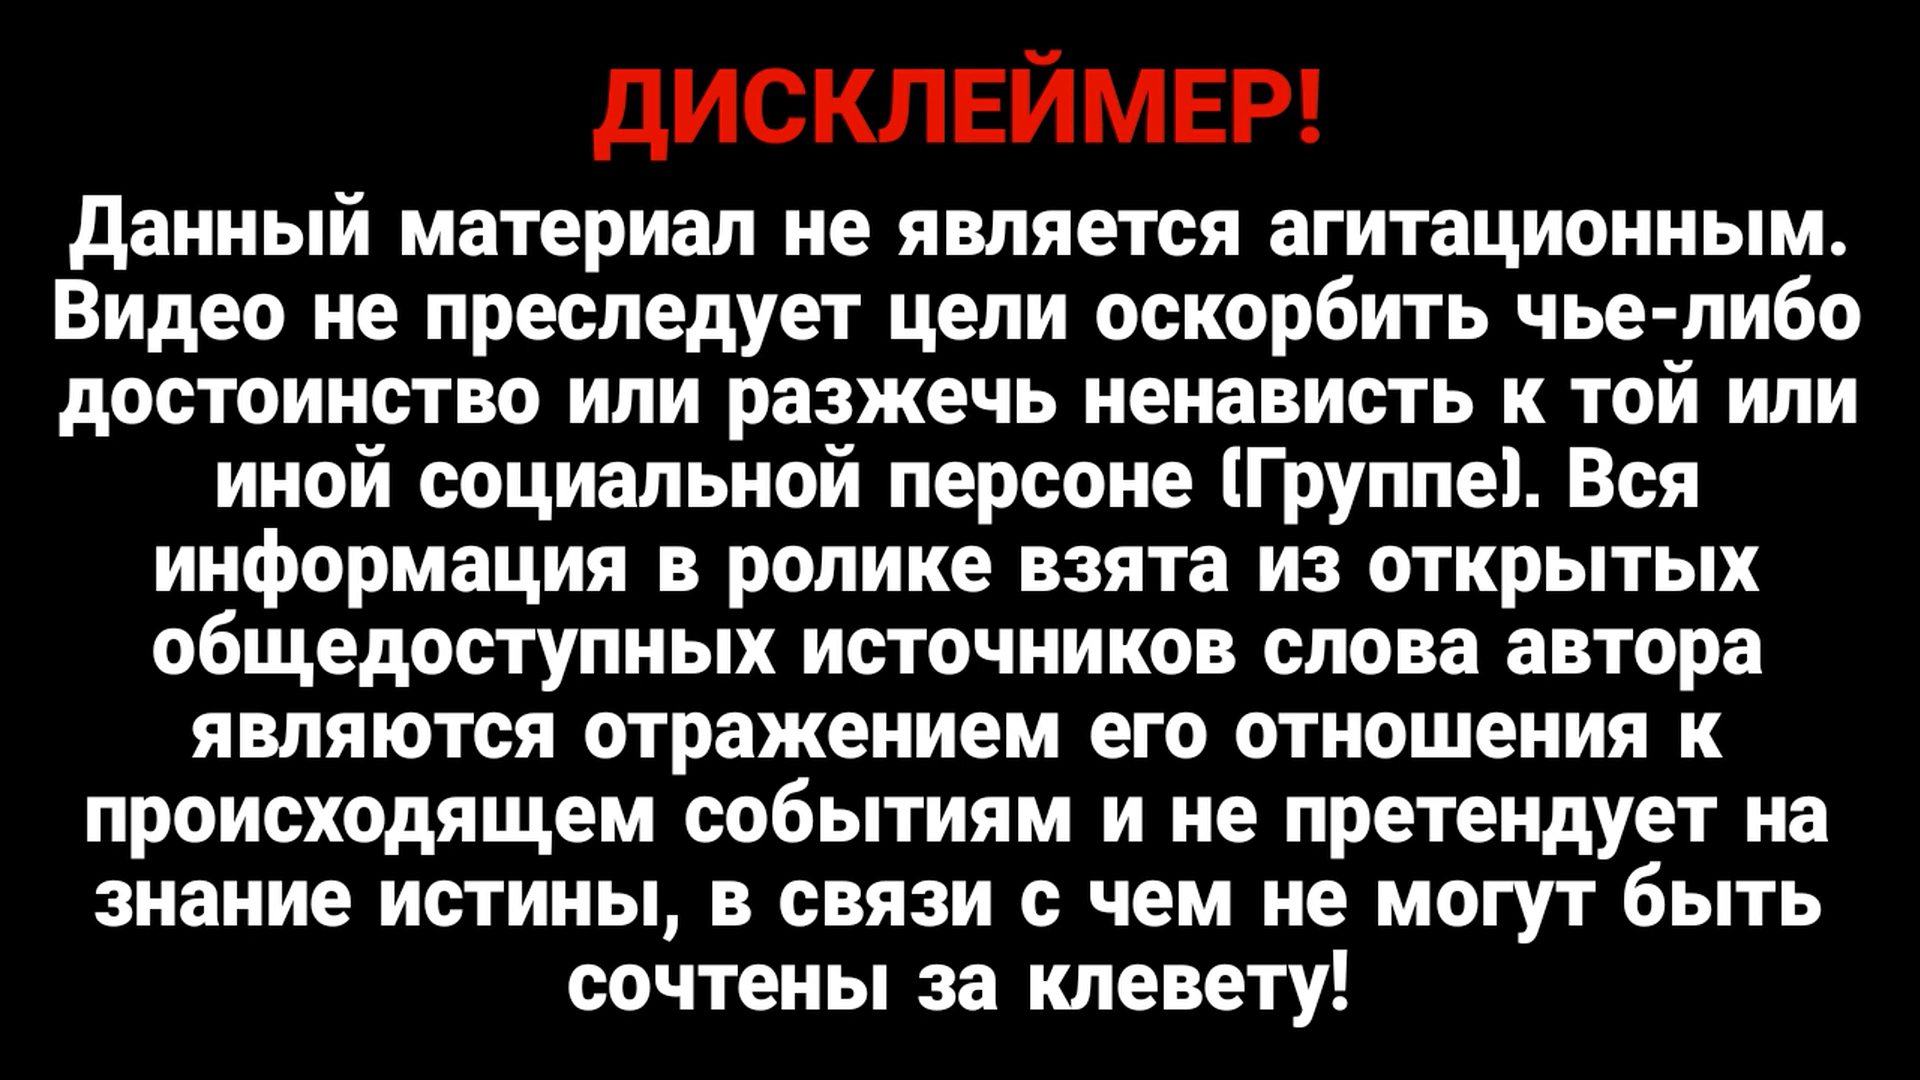 ДИСКЛЕЙМЕР!
Данный материал не является агитационным.
Видео не преследует цели оскорбить чье-либо
достоинство или разжечь ненависть к той или
иной социальной персоне (Группе). Вся
информация в ролике взята из открытых
общедоступных источников слова автора
являются отражением его отношения к
происходящем событиям и не претендует на
знание истины, в связи с чем не могут быть
сочтены за клевету!